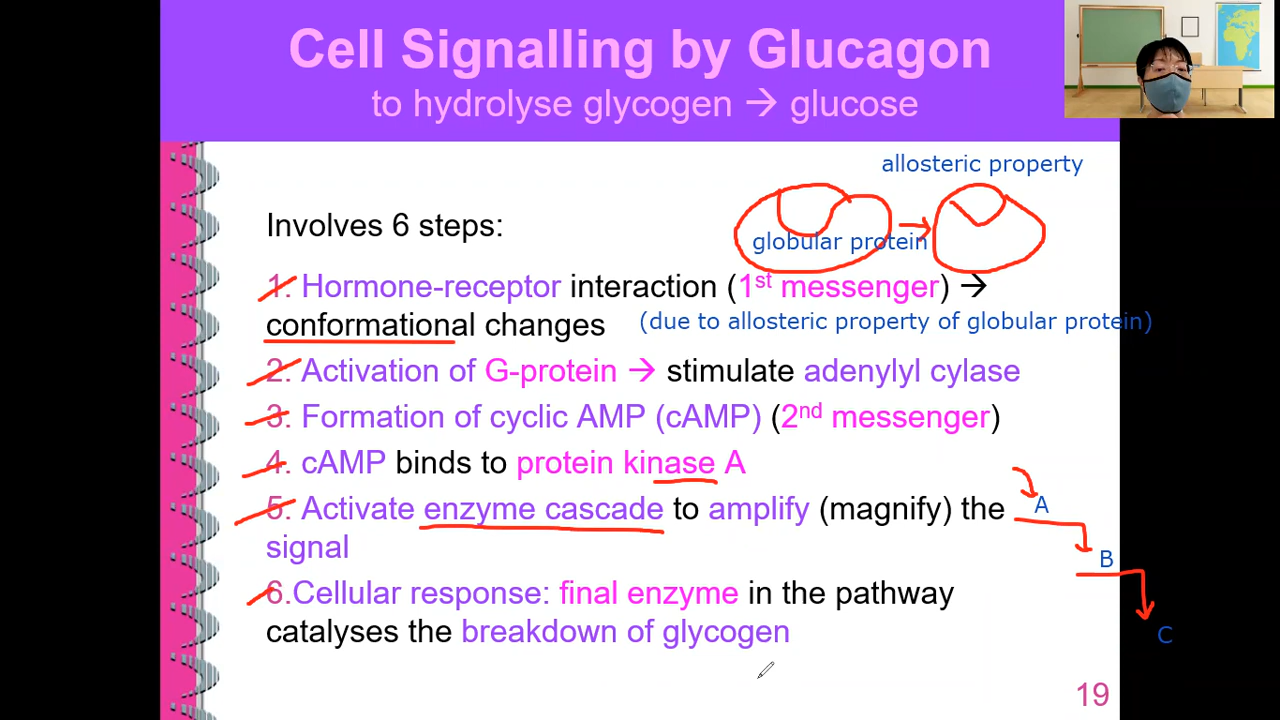 Cell Signalling by Glucagon
to hydrolyse glycogen → glucose
allosteric property
Involves 6 steps:
globular protein
1. Hormone-receptor interaction (1st messenger) →
conformational changes (due to allosteric property of globular protein)
2. Activation of G-protein → stimulate adenylyl cylase
3. Formation of cyclic AMP (cAMP) (2nd messenger)
4. cAMP binds to protein kinase A
5. Activate enzyme cascade to amplify (magnify) the
A
signal
B
6.Cellular response: final enzyme in the pathway
catalyses the breakdown of glycogen
C
19